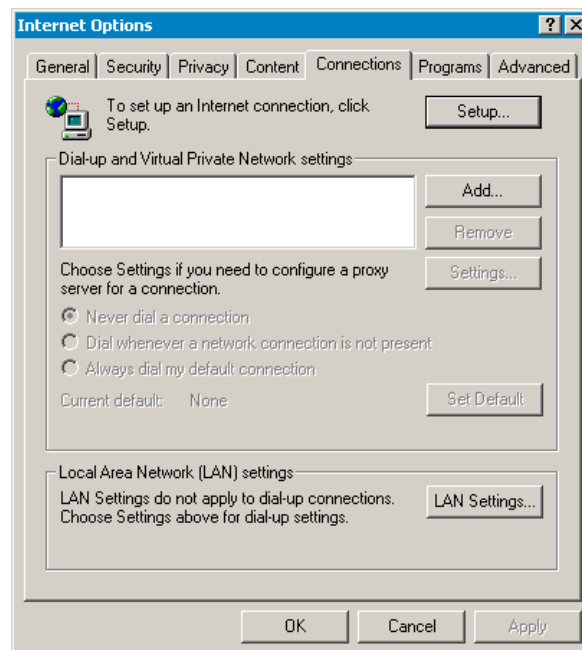 Internet Options
General Security Privacy Content Connections Programs Advanced
To set up an Internet connection, click
Setup.
Setup...
Dial-up and Virtual Private Network settings
Add...
Remove
Choose Settings if you need to configure a proxy
server for a connection.
Settings...
Never dial a connection
Dial whenever a network connection is not present
Always dial my default connection
Current default: None
Set Default
Local Area Network (LAN) settings
LAN Settings do not apply to dial-up connections.
Choose Settings above for dial-up settings.
LAN Settings...
OK Cancel Apply